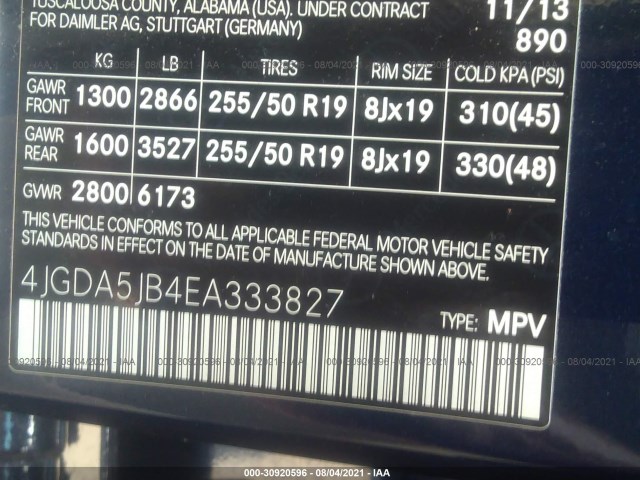 TUSCALOOSA COUNTY, ALABAMA (USA). UNDER CONTRACT 11/13
FOR DAIMLER AG, STUTTGART (GERMANY) 890
KG LB TIRES RIM SIZE COLD KPA (PSI)
GAWR FRONT 1300 2866 255/50 R19 8Jx19 310(45)
GAWR REAR 1600 3527 255/50 R19 8Jx19 330(48)
GVWR 2800 6173
THIS VEHICLE CONFORMS TO ALL APPLICABLE FEDERAL MOTOR VEHICLE SAFETY
STANDARDS IN EFFECT ON THE DATE OF MANUFACTURE SHOWN ABOVE.
4JGDA5JB4EA333827
TYPE: MPV
000-30920596 - 08/04/2021 - IAA